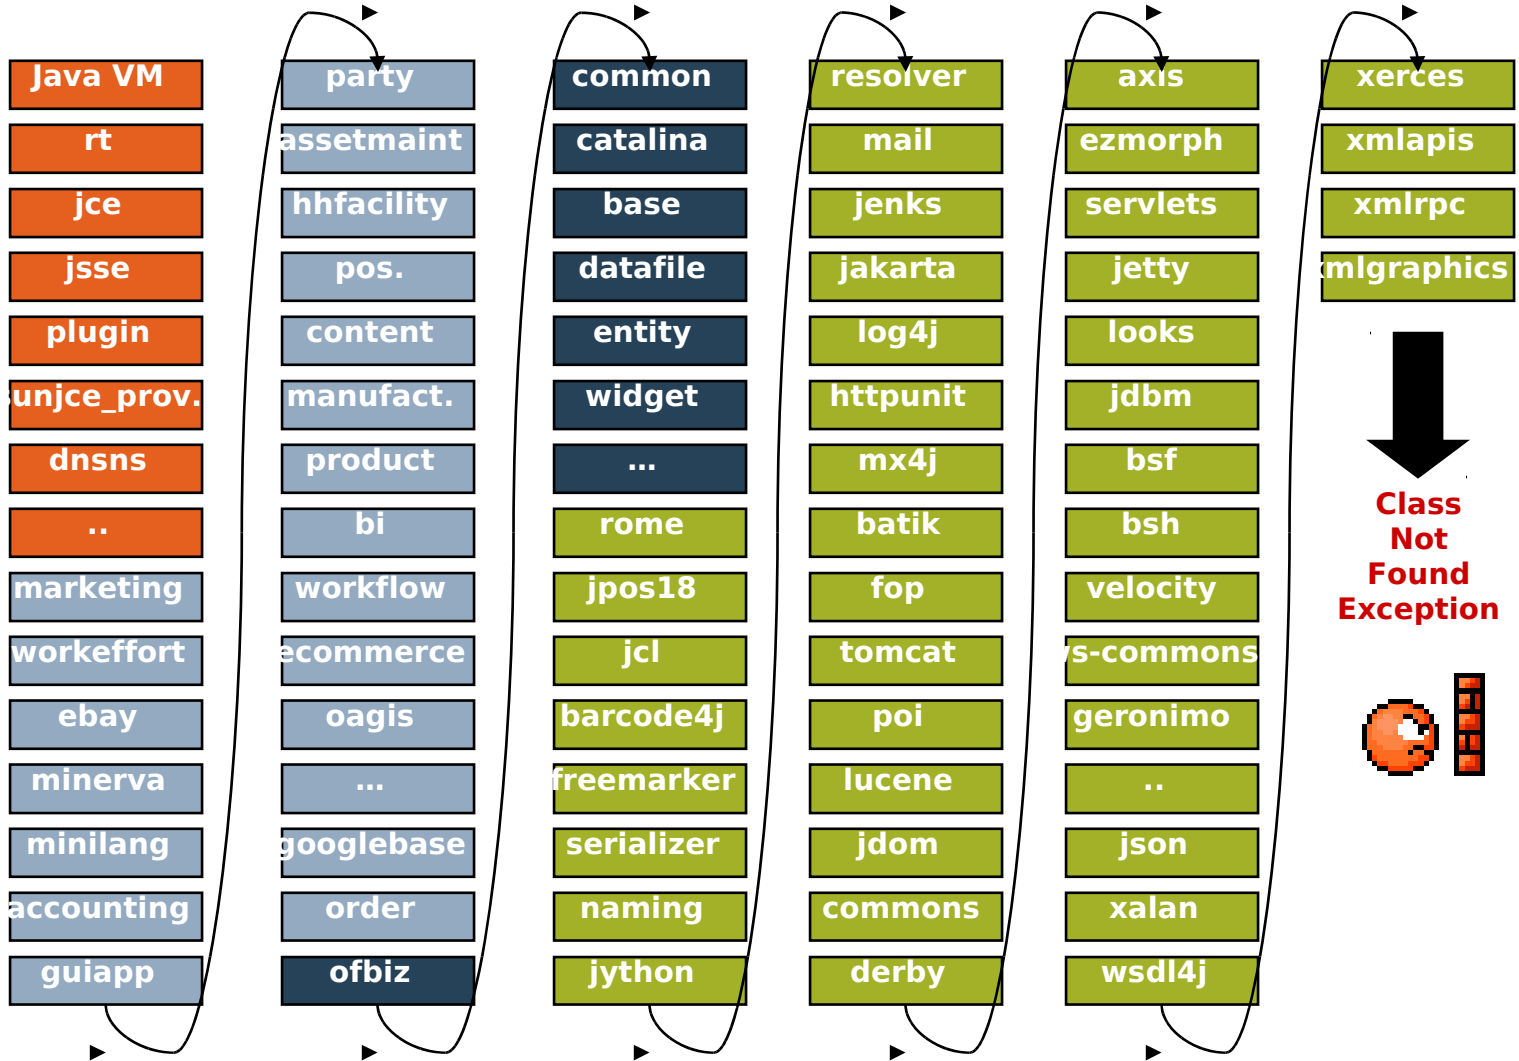 Java VM
rt
jce
jsse
plugin
sunjce_prov.
dnsns
..
marketing
workeffort
ebay
minerva
minilang
accounting
guiapp
party
assetmaint
hhfacility
pos.
content
manufact.
product
bi
workflow
ecommerce
oagis
...
googlebase
order
ofbiz
common
catalina
base
datafile
entity
widget
...
rome
jpos18
jcl
barcode4j
freemarker
serializer
naming
jython
resolver
mail
jenks
jakarta
log4j
httpunit
mx4j
batik
fop
tomcat
poi
lucene
jdom
commons
derby
axis
ezmorph
servlets
jetty
looks
jdbm
bsf
bsh
velocity
ws-commons
geronimo
..
json
xalan
wsdl4j
xerces
xmlapis
xmlrpc
xmlgraphics
Class
Not
Found
Exception